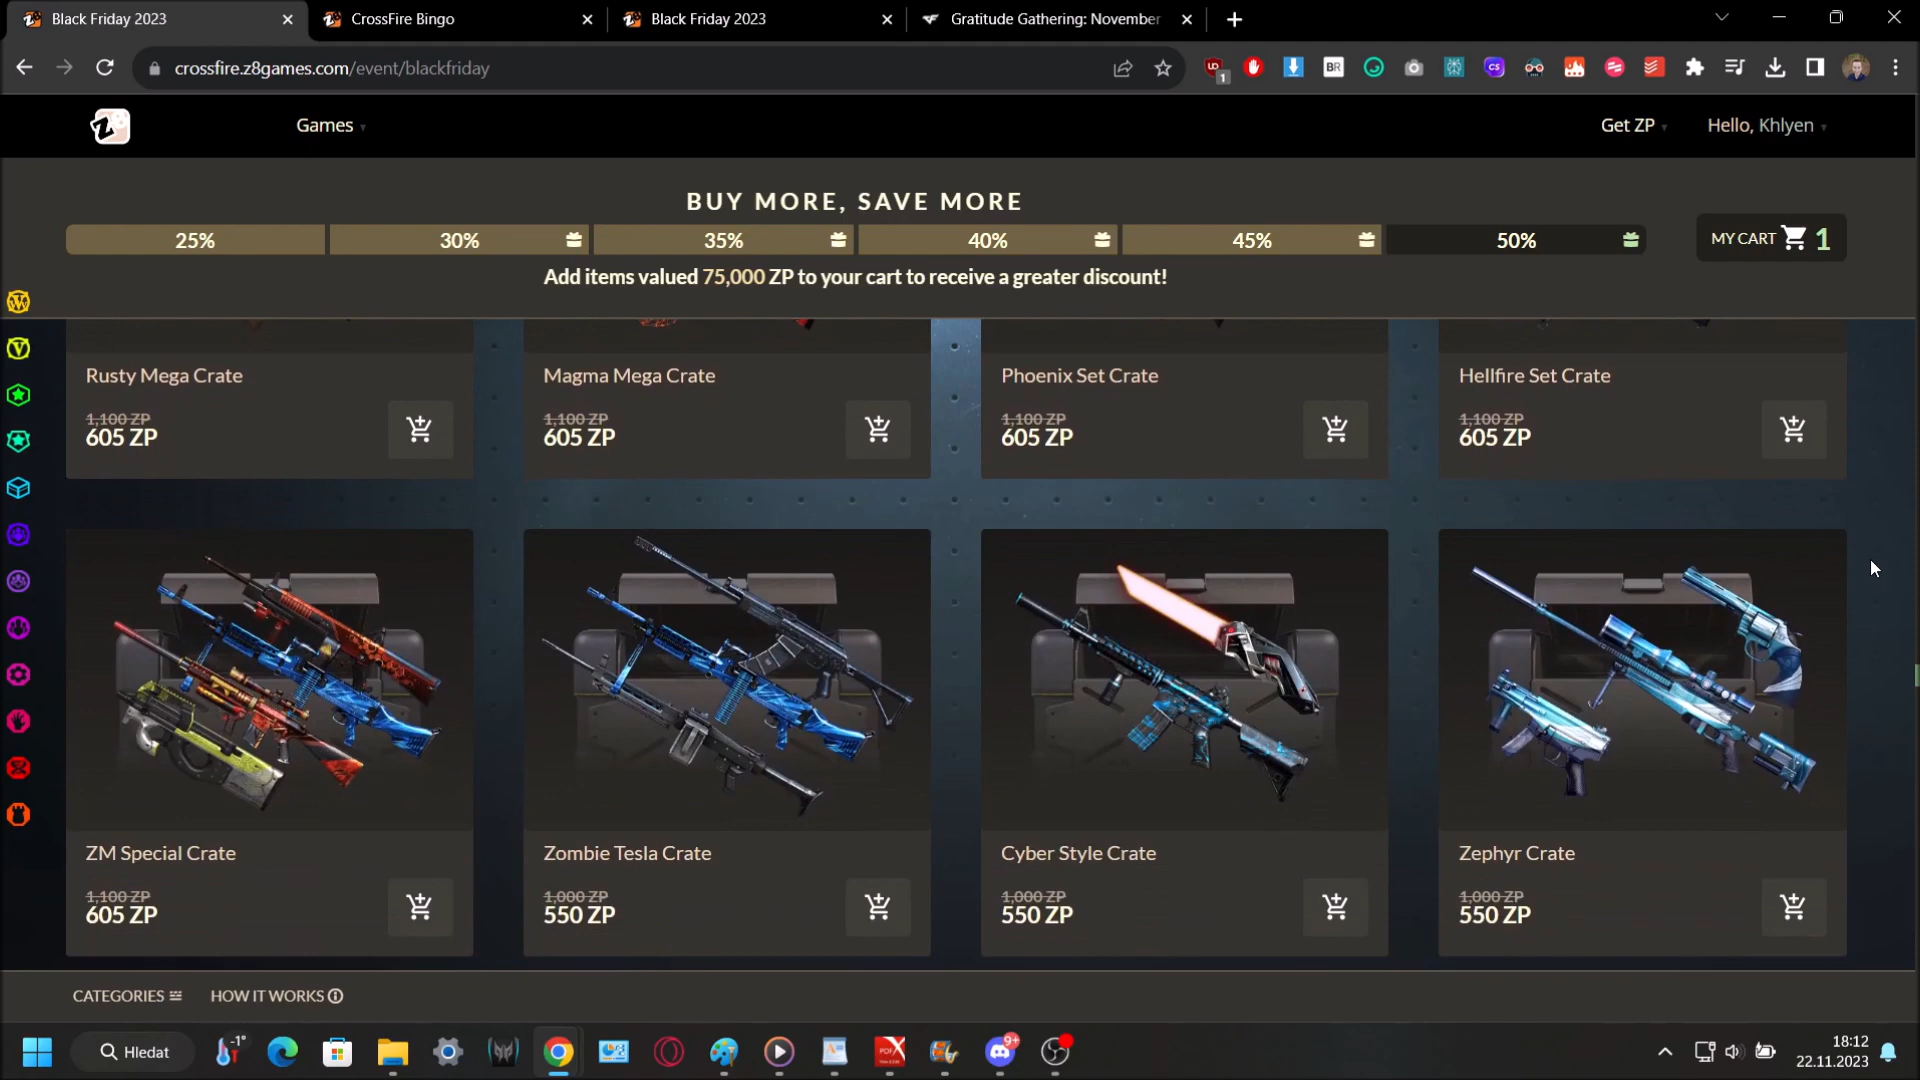 Black Friday 2023
CrossFire Bingo
Black Friday 2023
Gratitude Gathering: November
crossfire.z8games.com/event/blackfriday
Games
Get ZP
Hello, Khlyen
BUY MORE, SAVE MORE
25%
30%
35%
40%
45%
50%
MY CART 1
Add items valued 75,000 ZP to your cart to receive a greater discount!
Rusty Mega Crate
1,100 ZP
605 ZP
Magma Mega Crate
1,100 ZP
605 ZP
Phoenix Set Crate
1,100 ZP
605 ZP
Hellfire Set Crate
1,100 ZP
605 ZP
ZM Special Crate
1,100 ZP
605 ZP
Zombie Tesla Crate
1,000 ZP
550 ZP
Cyber Style Crate
1,000 ZP
550 ZP
Zephyr Crate
1,000 ZP
550 ZP
CATEGORIES
HOW IT WORKS
-1°
Hledat
9+
18:12
22.11.2023